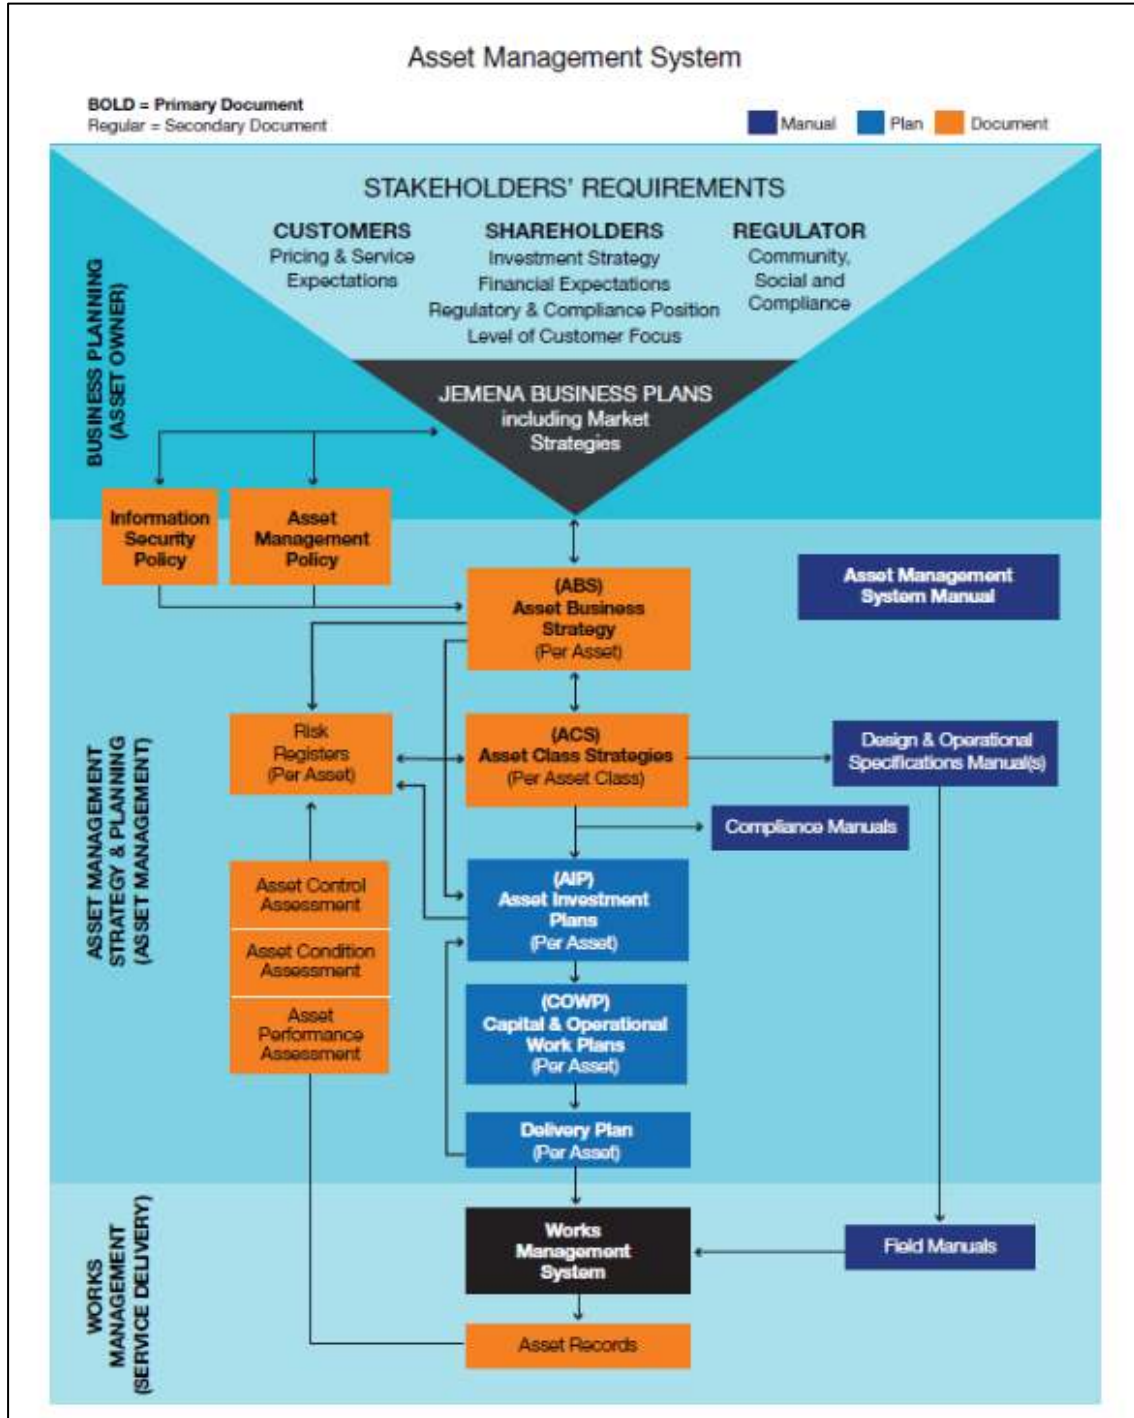 Asset Management System
BOLD = Primary Document
Regular = Secondary Document
Manual
Plan
Document
STAKEHOLDERS' REQUIREMENTS
CUSTOMERS
Pricing & Service
Expectations
SHAREHOLDERS
Investment Strategy
Financial Expectations
Regulatory & Compliance Position
Level of Customer Focus
REGULATOR
Community,
Social and
Compliance
JEMENA BUSINESS PLANS
including Market
Strategies
BUSINESS PLANNING
(ASSET OWNER)
Information
Security
Policy
Asset
Management
Policy
(ABS)
Asset Business
Strategy
(Per Asset)
Asset Management
System Manual
ASSET MANAGEMENT
STRATEGY & PLANNING
(ASSET MANAGEMENT)
Risk
Registers
(Per Asset)
(ACS)
Asset Class Strategies
(Per Asset Class)
Design & Operational
Specifications Manual(s)
Compliance Manuals
Asset Control
Assessment
Asset Condition
Assessment
Asset
Performance
Assessment
(AIP)
Asset Investment
Plans
(Per Asset)
(COWP)
Capital & Operational
Work Plans
(Per Asset)
Delivery Plan
(Per Asset)
WORKS
MANAGEMENT
(SERVICE DELIVERY)
Works
Management
System
Field Manuals
Asset Records